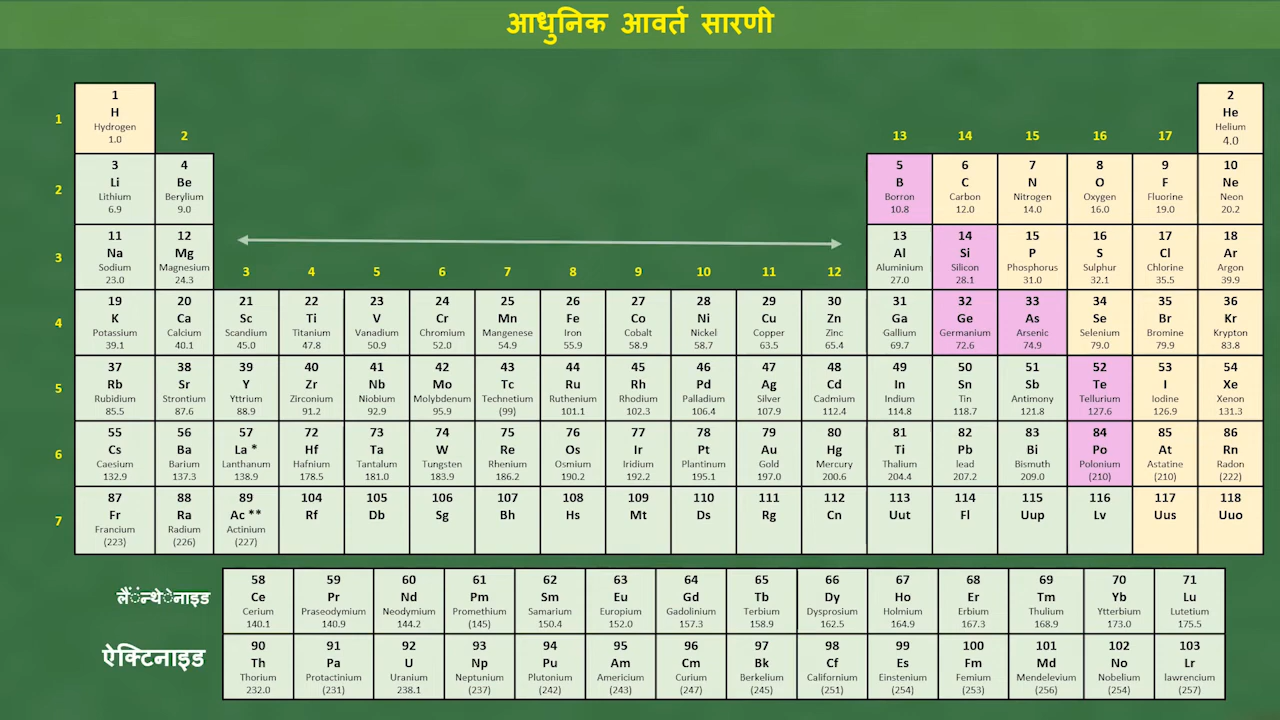 आधुनिक आवर्त सारणी
1 2
H He
1 Hydrogen 2 13 14 15 16 17 Helium
1.0 4.0
3 4 5 6 7 8 9 10
Li Be B C N O F Ne
2 Lithium Berylium Borron Carbon Nitrogen Oxygen Fluorine Neon
6.9 9.0 10.8 12.0 14.0 16.0 19.0 20.2
11 12 13 14 15 16 17 18
Na Mg Al Si P S Cl Ar
3 Sodium Magnesium 3 4 5 6 7 8 9 10 11 12 Aluminium Silicon Phosphorus Sulphur Chlorine Argon
23.0 24.3 27.0 28.1 31.0 32.1 35.5 39.9
19 20 21 22 23 24 25 26 27 28 29 30 31 32 33 34 35 36
K Ca Sc Ti V Cr Mn Fe Co Ni Cu Zn Ga Ge As Se Br Kr
4 Potassium Calcium Scandium Titanium Vanadium Chromium Mangenese Iron Cobalt Nickel Copper Zinc Gallium Germanium Arsenic Selenium Bromine Krypton
39.1 40.1 45.0 47.8 50.9 52.0 54.9 55.9 58.9 58.7 63.5 65.4 69.7 72.6 74.9 79.0 79.9 83.8
37 38 39 40 41 42 43 44 45 46 47 48 49 50 51 52 53 54
Rb Sr Y Zr Nb Mo Tc Ru Rh Pd Ag Cd In Sn Sb Te I Xe
5 Rubidium Strontium Yttrium Zirconium Niobium Molybdenum Technetium Ruthenium Rhodium Palladium Silver Cadmium Indium Tin Antimony Tellurium Iodine Xenon
85.5 87.6 88.9 91.2 92.9 95.9 (99) 101.1 102.3 106.4 107.9 112.4 114.8 118.7 121.8 127.6 126.9 131.3
55 56 57 72 73 74 75 76 77 78 79 80 81 82 83 84 85 86
Cs Ba La * Hf Ta W Re Os Ir Pt Au Hg Ti Pb Bi Po At Rn
6 Caesium Barium Lanthanum Hafnium Tantalum Tungsten Rhenium Osmium Iridium Plantinum Gold Mercury Thalium lead Bismuth Polonium Astatine Radon
132.9 137.3 138.9 178.5 181.0 183.9 186.2 190.2 192.2 195.1 197.0 200.6 204.4 207.2 209.0 (210) (210) (222)
87 88 89 104 105 106 107 108 109 110 111 112 113 114 115 116 117 118
7 Fr Ra Ac ** Rf Db Sg Bh Hs Mt Ds Rg Cn Uut Fl Uup Lv Uus Uuo
Francium Radium Actinium
(223) (226) (227)
58 59 60 61 62 63 64 65 66 67 68 69 70 71
Ce Pr Nd Pm Sm Eu Gd Tb Dy Ho Er Tm Yb Lu
लैंंन्थेेनाइड Cerium Praseodymium Neodymium Promethium Samarium Europium Gadolinium Terbium Dysprosium Holmium Erbium Thulium Ytterbium Lutetium
140.1 140.9 144.2 (145) 150.4 152.0 157.3 158.9 162.5 164.9 167.3 168.9 173.0 175.5
90 91 92 93 94 95 96 97 98 99 100 101 102 103
ऐक्टिनाइड Th Pa U Np Pu Am Cm Bk Cf Es Fm Md No Lr
Thorium Protactinium Uranium Neptunium Plutonium Americium Curium Berkelium Californium Einstenium Femium Mendelevium Nobelium lawrencium
232.0 (231) 238.1 (237) (242) (243) (247) (245) (251) (254) (253) (256) (254) (257)